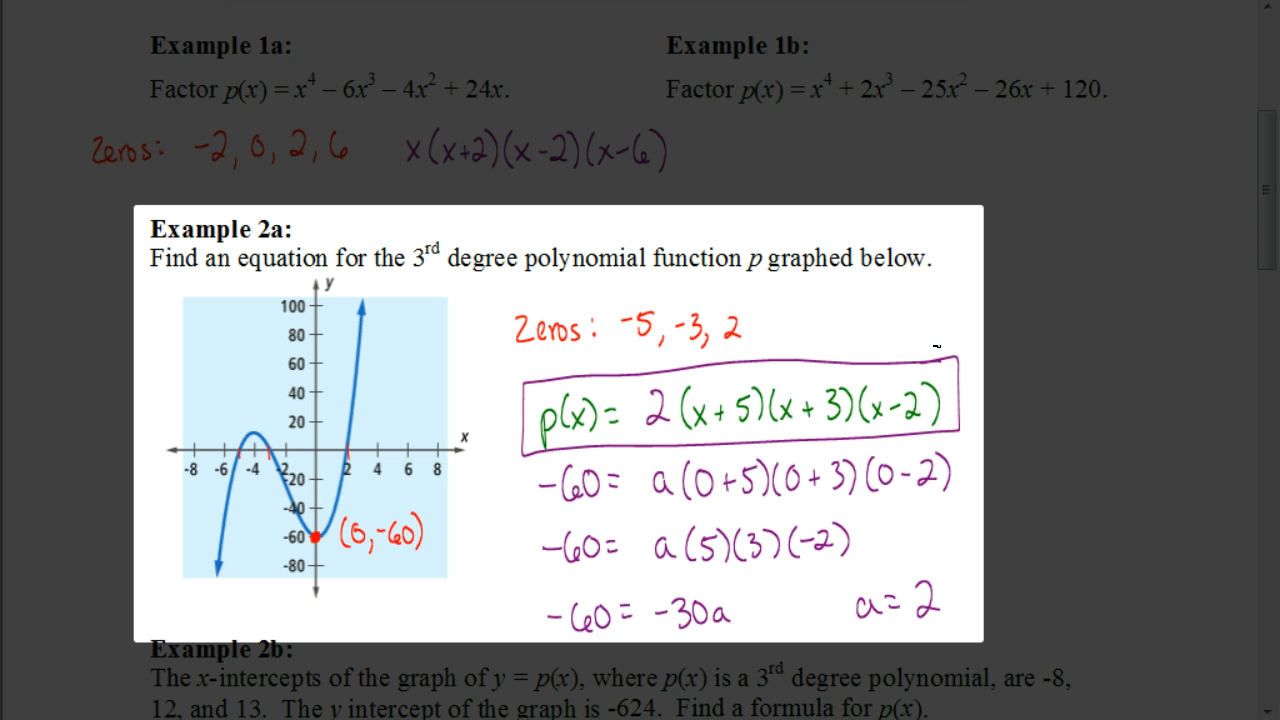 Example 1a: Example 1b:
Factor p(x) = x⁴ – 6x³ – 4x² + 24x. Factor p(x) = x⁴ + 2x³ – 25x² – 26x + 120.
Zeros: -2, 0, 2, 6 x(x+2)(x-2)(x-6)
Example 2a:
Find an equation for the 3rd degree polynomial function p graphed below.
y
100
80
60
40
20
x
-8 -6 -4 -2 2 4 6 8
-20
-40
-60
-80
(0,-60)
Zeros: -5, -3, 2
p(x)= 2(x+5)(x+3)(x-2)
-60= a(0+5)(0+3)(0-2)
-60= a(5)(3)(-2)
-60= -30a a= 2
Example 2b:
The x-intercepts of the graph of y = p(x), where p(x) is a 3rd degree polynomial, are -8,
12, and 13. The y intercept of the graph is -624. Find a formula for p(x).